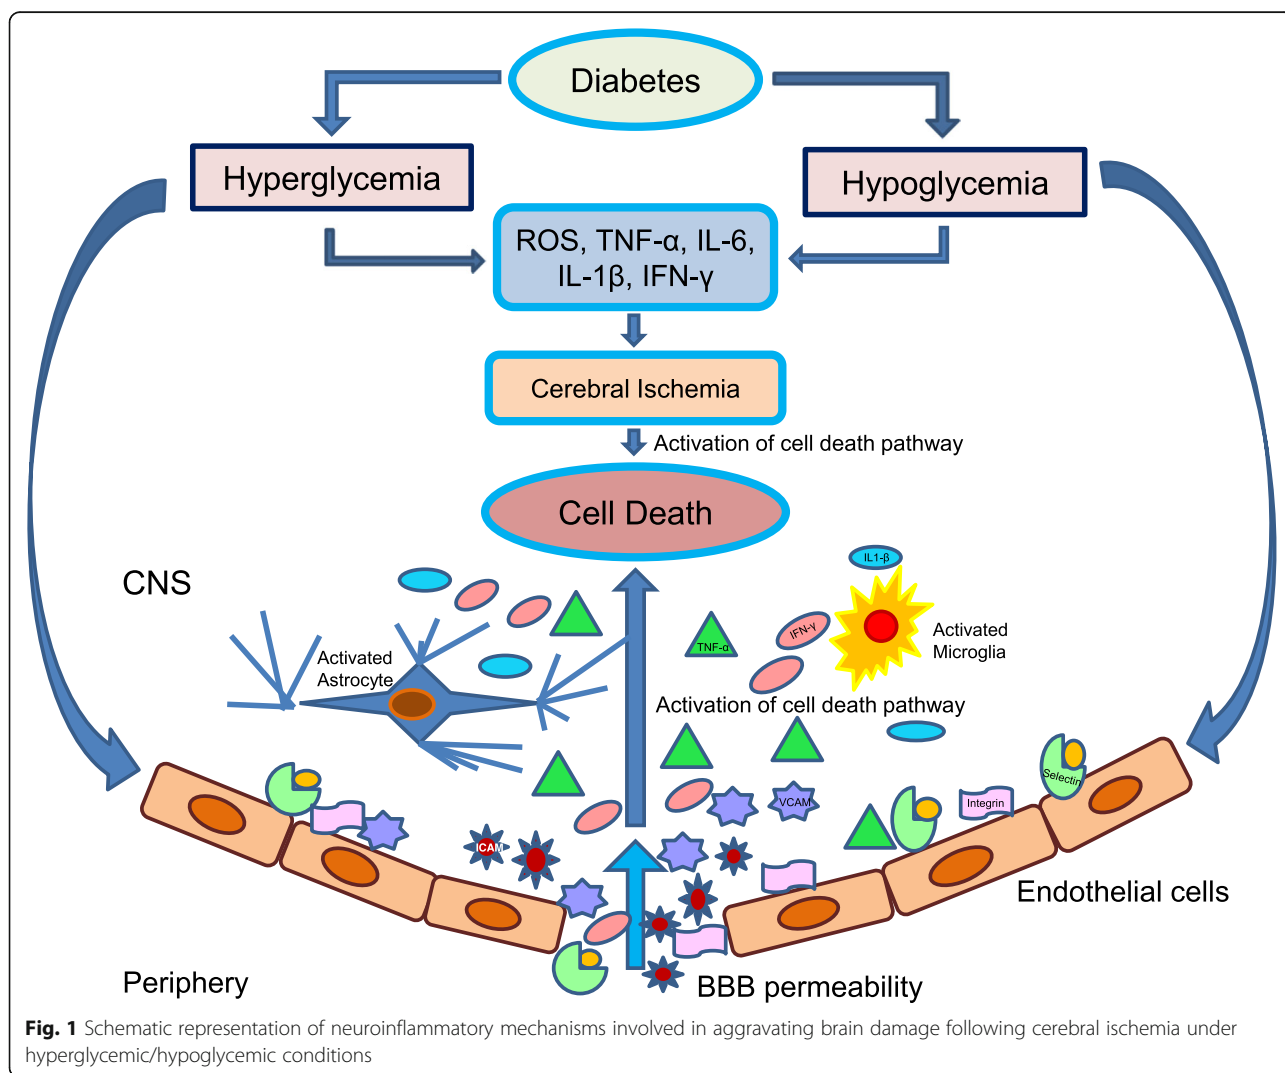 Diabetes
Hyperglycemia
Hypoglycemia
ROS, TNF-α, IL-6,
IL-1β, IFN-γ
Cerebral Ischemia
Activation of cell death pathway
Cell Death
CNS
IL1-β
IFN-γ
TNF-α
Activated
Microglia
Activated
Astrocyte
Activation of cell death pathway
Selectin
VCAM
Integrin
ICAM
Endothelial cells
Periphery
BBB permeability
Fig. 1 Schematic representation of neuroinflammatory mechanisms involved in aggravating brain damage following cerebral ischemia under
hyperglycemic/hypoglycemic conditions